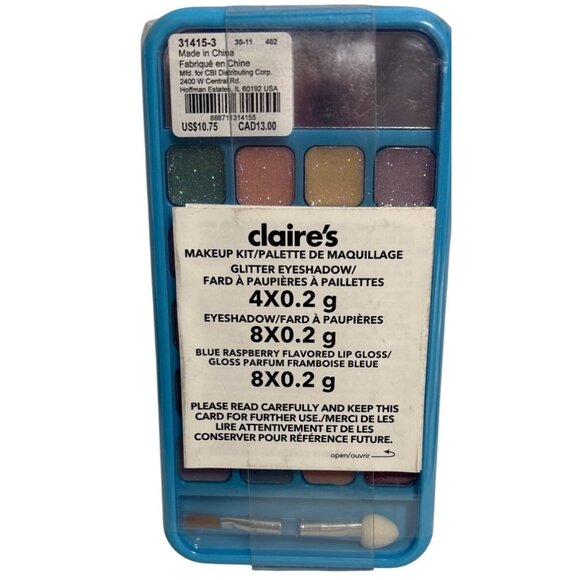 31415-3 30-11 462
Made in China
Fabriqué en Chine
Mfd. for CBI Distributing Corp.
2400 W Central Rd.
Hoffman Estates, IL 60192 USA
888711314155
US$10.75 CAD13.00
claire's
MAKEUP KIT/PALETTE DE MAQUILLAGE
GLITTER EYESHADOW/
FARD À PAUPIÈRES À PAILLETTES
4X0.2 g
EYESHADOW/FARD À PAUPIÈRES
8X0.2 g
BLUE RASPBERRY FLAVORED LIP GLOSS/
GLOSS PARFUM FRAMBOISE BLEUE
8X0.2 g
PLEASE READ CAREFULLY AND KEEP THIS
CARD FOR FURTHER USE./MERCI DE LES
LIRE ATTENTIVEMENT ET DE LES
CONSERVER POUR RÉFÉRENCE FUTURE.
open/ouvrir